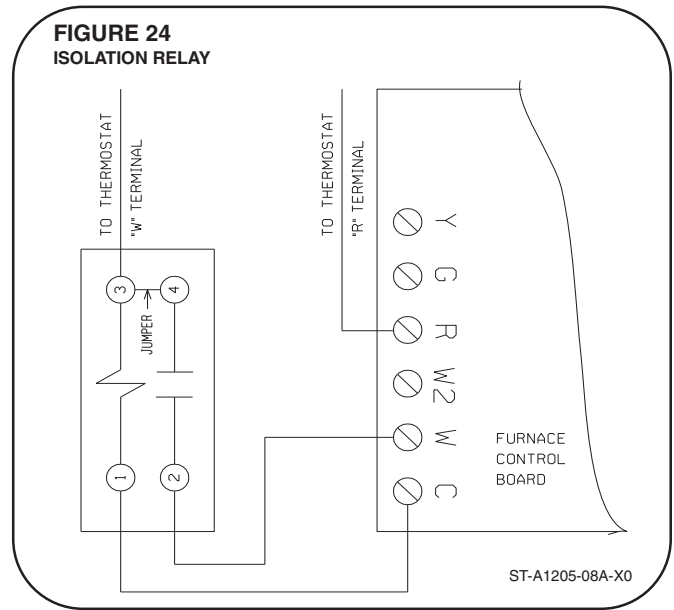 FIGURE 24
ISOLATION RELAY
TO THERMOSTAT
"W" TERMINAL
TO THERMOSTAT
"R" TERMINAL
3
4
JUMPER
1
2
Y
G
R
W2
W
C
FURNACE
CONTROL
BOARD
ST-A1205-08A-X0